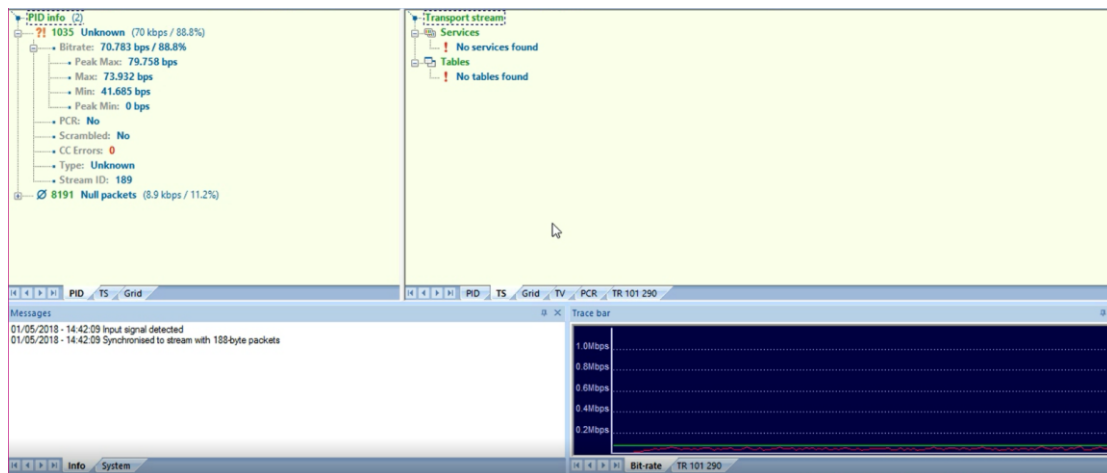 PID info (2)
?! 1035 Unknown (70 kbps / 88.8%)
Bitrate: 70.783 bps / 88.8%
Peak Max: 79.758 bps
Max: 73.932 bps
Min: 41.685 bps
Peak Min: 0 bps
PCR: No
Scrambled: No
CC Errors: 0
Type: Unknown
Stream ID: 189
8191 Null packets (8.9 kbps / 11.2%)
PID TS Grid
Transport stream
Services
! No services found
Tables
! No tables found
PID TS Grid TV PCR TR 101 290
Messages
01/05/2018 - 14:42:09 Input signal detected
01/05/2018 - 14:42:09 Synchronised to stream with 188-byte packets
Info System
Trace bar
1.0Mbps
0.8Mbps
0.6Mbps
0.4Mbps
0.2Mbps
Bit-rate TR 101 290